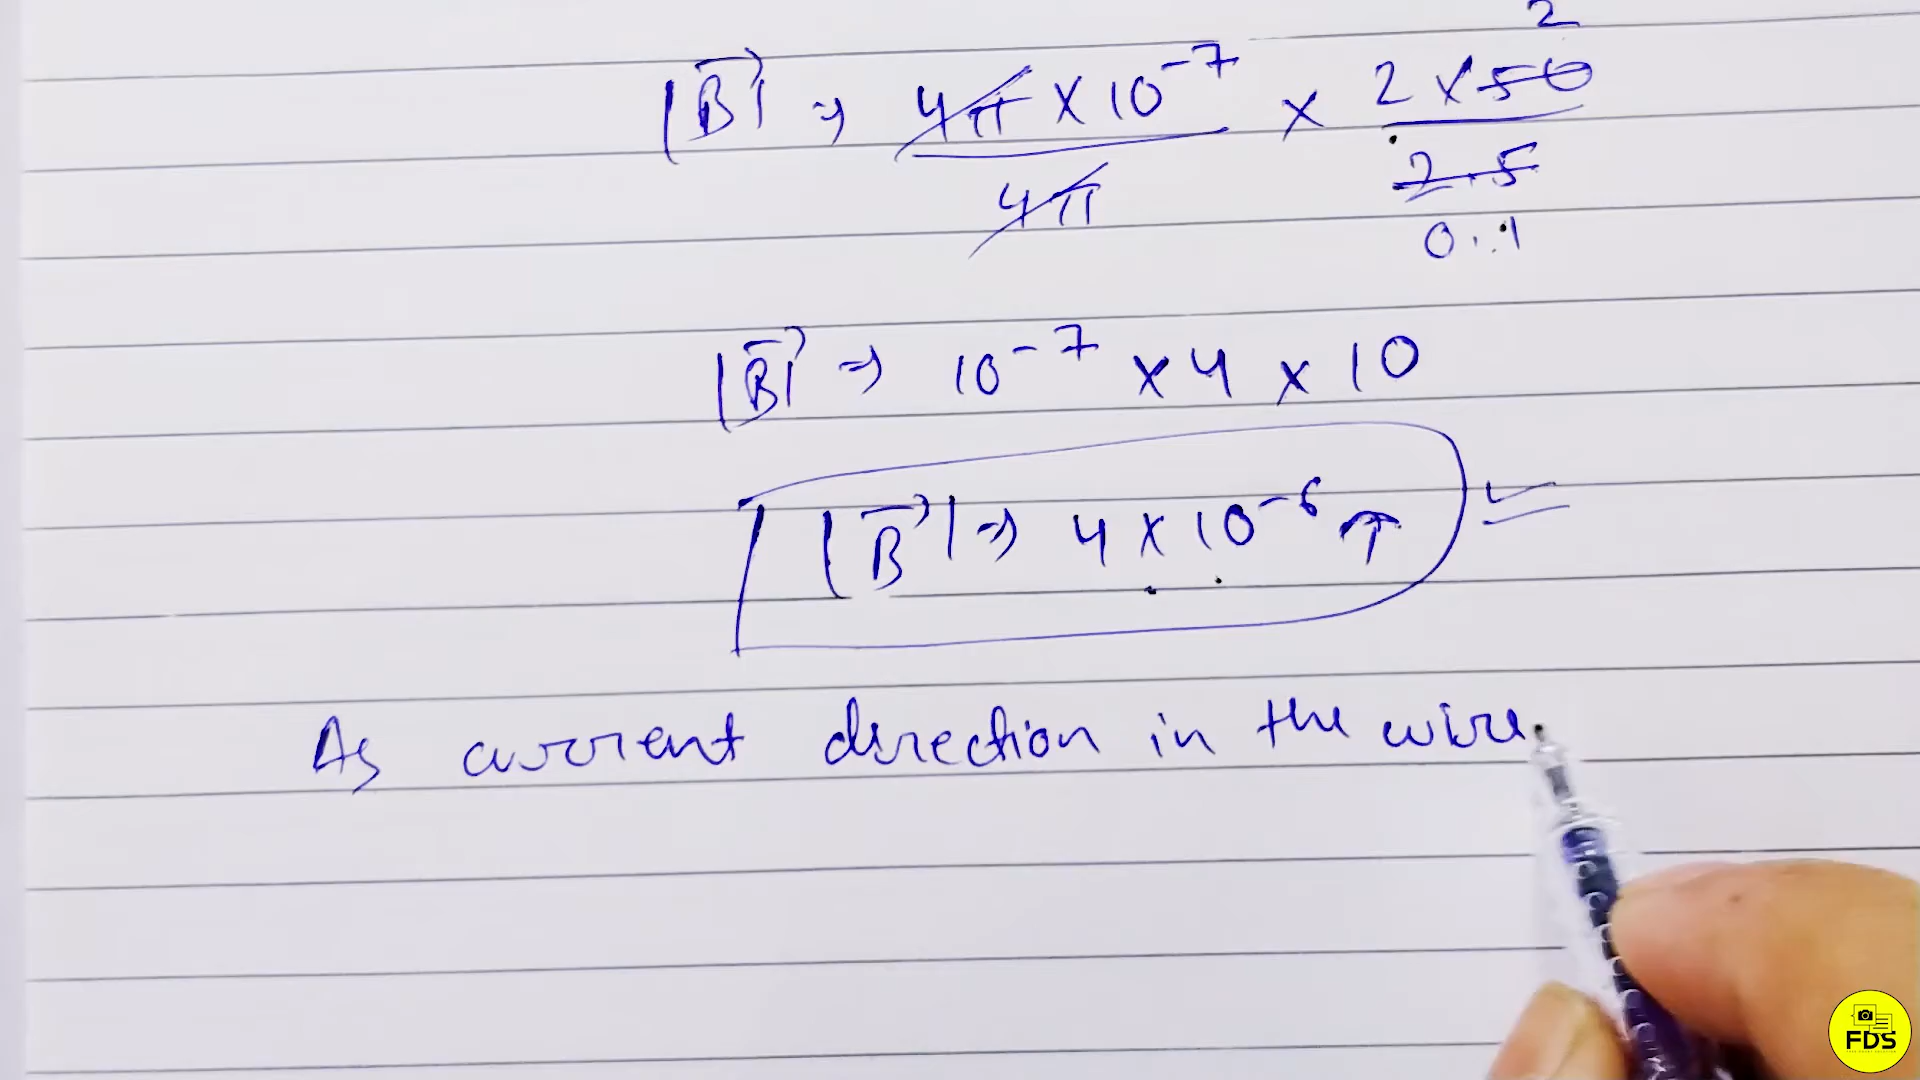 2
|B⃗| ⇒ 4π × 10⁻⁷ × 2 × 50
4π 2.5
0.1
|B⃗| ⇒ 10⁻⁷ × 4 × 10
|B⃗| ⇒ 4 × 10⁻⁶ T
As current direction in the wire
FDS